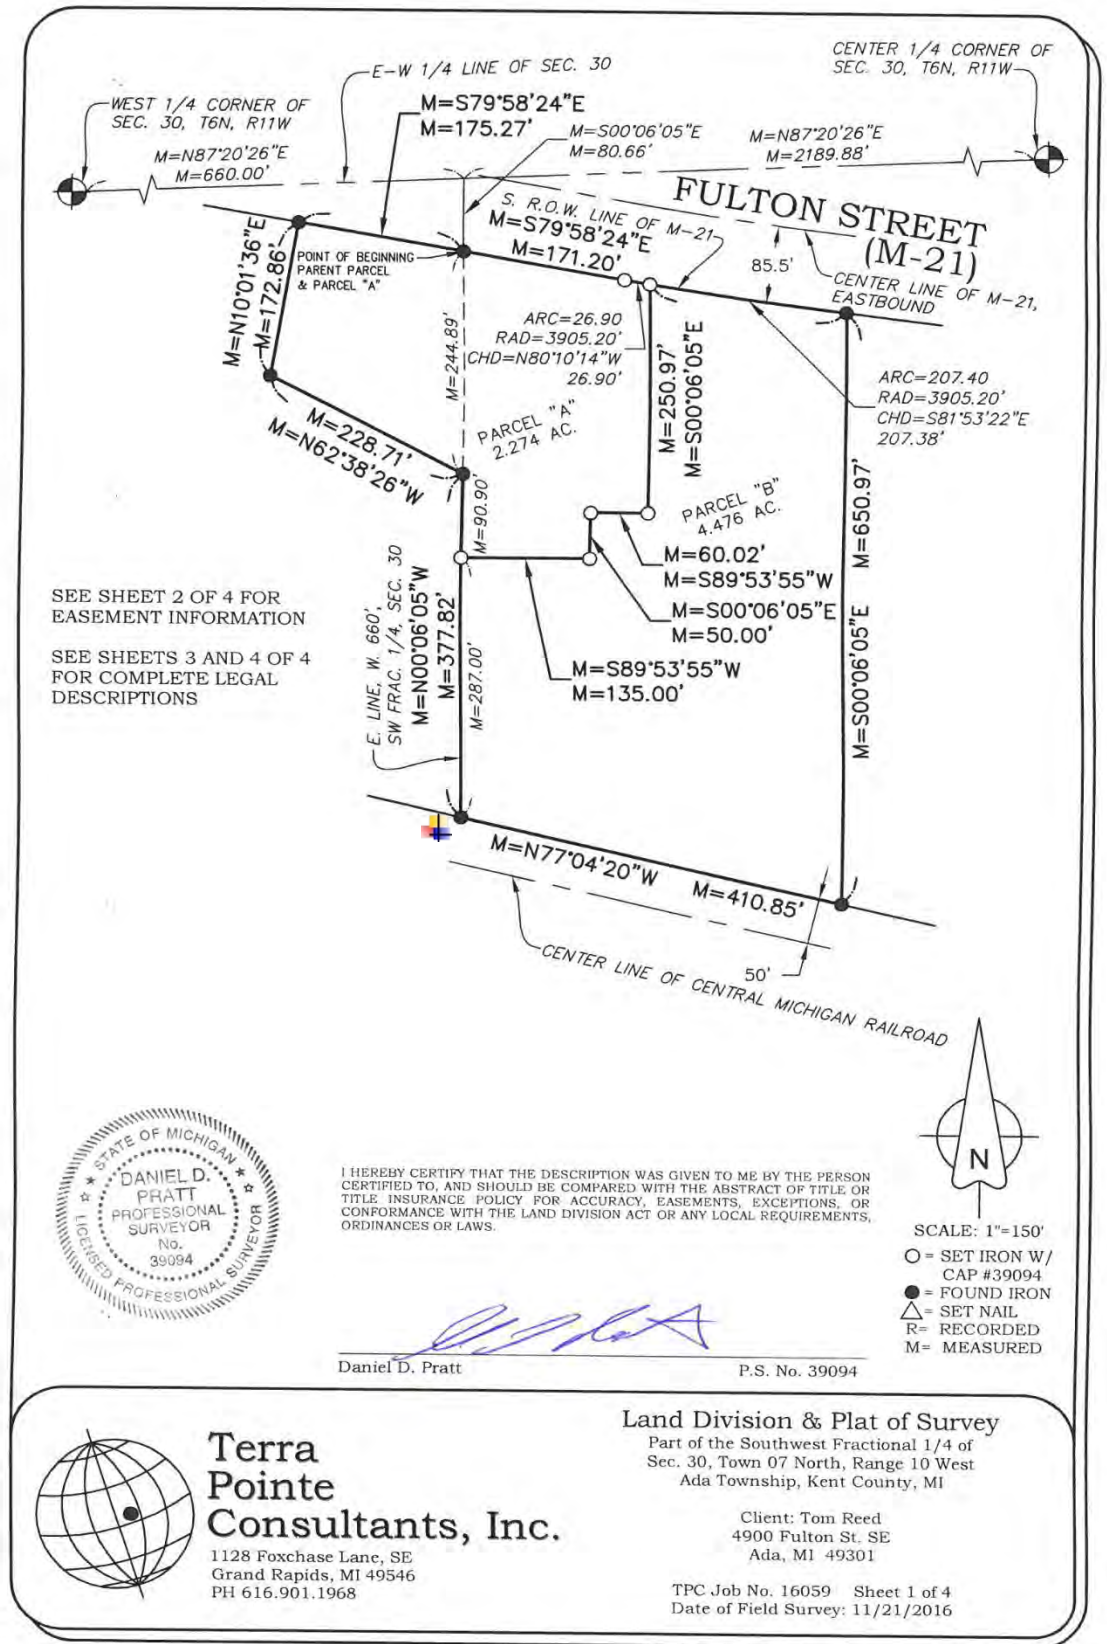 CENTER 1/4 CORNER OF
SEC. 30, T6N, R11W
E-W 1/4 LINE OF SEC. 30
WEST 1/4 CORNER OF
SEC. 30, T6N, R11W
M=S79°58'24"E
M=175.27'
M=S00°06'05"E
M=80.66'
M=N87°20'26"E
M=2189.88'
M=N87°20'26"E
M=660.00'
FULTON STREET
(M-21)
S. R.O.W. LINE OF M-21
M=S79°58'24"E
M=171.20'
85.5'
CENTER LINE OF M-21,
EASTBOUND
POINT OF BEGINNING
PARENT PARCEL
& PARCEL "A"
M=N10°01'36"E
M=172.86'
M=244.89'
ARC=26.90
RAD=3905.20'
CHD=N80°10'14"W
26.90'
M=250.97'
M=S00°06'05"E
ARC=207.40
RAD=3905.20'
CHD=S81°53'22"E
207.38'
M=228.71'
M=N62°38'26"W
PARCEL "A"
2.274 AC.
M=90.90'
PARCEL "B"
4.476 AC.
M=60.02'
M=S89°53'55"W
M=S00°06'05"E
M=50.00'
M=S89°53'55"W
M=135.00'
M=650.97'
M=S00°06'05"E
SEE SHEET 2 OF 4 FOR
EASEMENT INFORMATION
SEE SHEETS 3 AND 4 OF 4
FOR COMPLETE LEGAL
DESCRIPTIONS
E. LINE, W. 660',
SW FRAC. 1/4, SEC. 30
M=N00°06'05"W
M=377.82'
M=287.00'
M=N77°04'20"W M=410.85'
50'
CENTER LINE OF CENTRAL MICHIGAN RAILROAD
N
SCALE: 1"=150'
O = SET IRON W/
CAP #39094
● = FOUND IRON
△ = SET NAIL
R= RECORDED
M= MEASURED
STATE OF MICHIGAN
DANIEL D.
PRATT
PROFESSIONAL
SURVEYOR
No.
39094
LICENSED PROFESSIONAL SURVEYOR
I HEREBY CERTIFY THAT THE DESCRIPTION WAS GIVEN TO ME BY THE PERSON
CERTIFIED TO, AND SHOULD BE COMPARED WITH THE ABSTRACT OF TITLE OR
TITLE INSURANCE POLICY FOR ACCURACY, EASEMENTS, EXCEPTIONS, OR
CONFORMANCE WITH THE LAND DIVISION ACT OR ANY LOCAL REQUIREMENTS,
ORDINANCES OR LAWS.
Daniel D. Pratt P.S. No. 39094
Terra
Pointe
Consultants, Inc.
1128 Foxchase Lane, SE
Grand Rapids, MI 49546
PH 616.901.1968
Land Division & Plat of Survey
Part of the Southwest Fractional 1/4 of
Sec. 30, Town 07 North, Range 10 West
Ada Township, Kent County, MI
Client: Tom Reed
4900 Fulton St. SE
Ada, MI 49301
TPC Job No. 16059 Sheet 1 of 4
Date of Field Survey: 11/21/2016